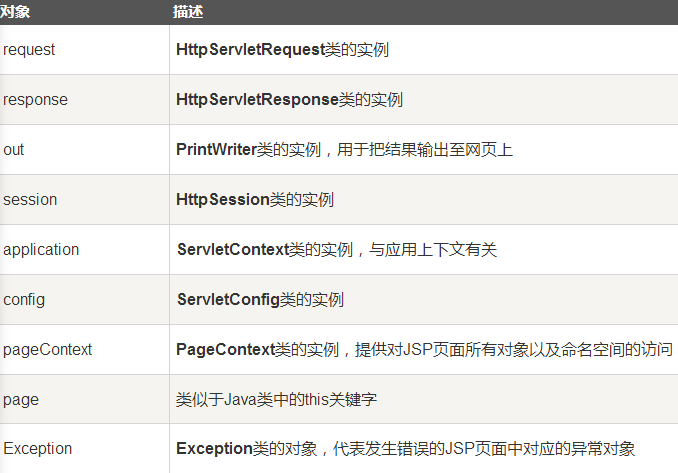 对象 描述
request HttpServletRequest类的实例
response HttpServletResponse类的实例
out PrintWriter类的实例，用于把结果输出至网页上
session HttpSession类的实例
application ServletContext类的实例，与应用上下文有关
config ServletConfig类的实例
pageContext PageContext类的实例，提供对JSP页面所有对象以及命名空间的访问
page 类似于Java类中的this关键字
Exception Exception类的对象，代表发生错误的JSP页面中对应的异常对象